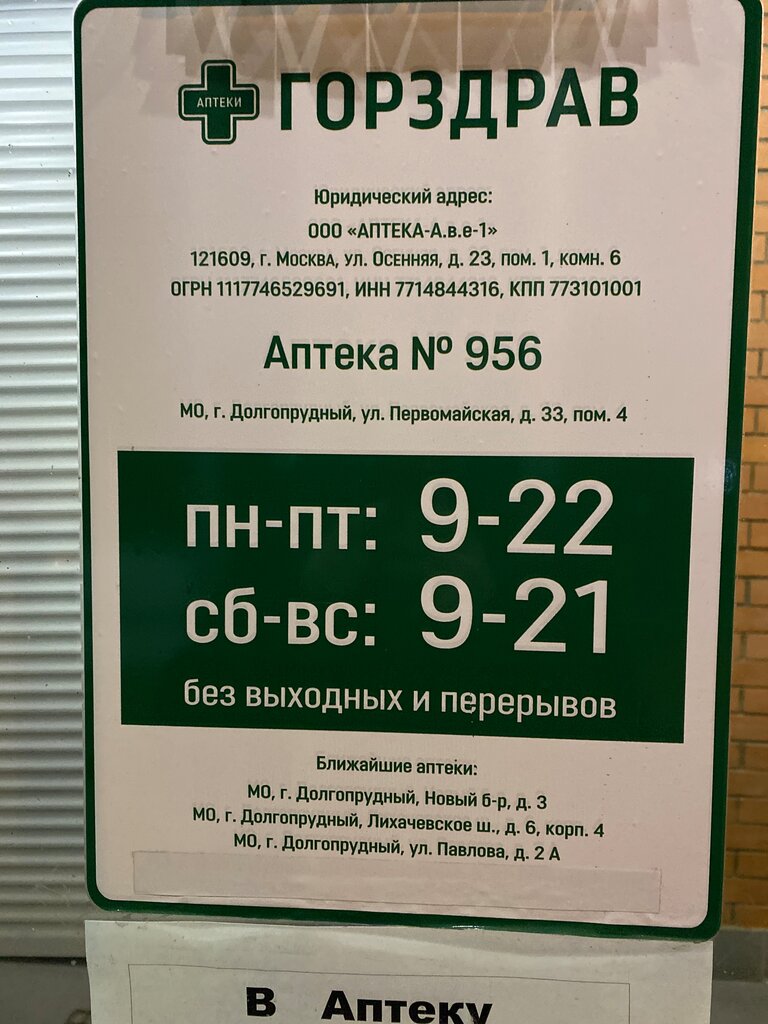 АПТЕКИ
ГОРЗДРАВ
Юридический адрес:
ООО «АПТЕКА-А.в.е-1»
121609, г. Москва, ул. Осенняя, д. 23, пом. 1, комн. 6
ОГРН 1117746529691, ИНН 7714844316, КПП 773101001
Аптека № 956
МО, г. Долгопрудный, ул. Первомайская, д. 33, пом. 4
пн-пт: 9-22
сб-вс: 9-21
без выходных и перерывов
Ближайшие аптеки:
МО, г. Долгопрудный, Новый б-р, д. 3
МО, г. Долгопрудный, Лихачевское ш., д. 6, корп. 4
МО, г. Долгопрудный, ул. Павлова, д. 2 А
В Аптеку